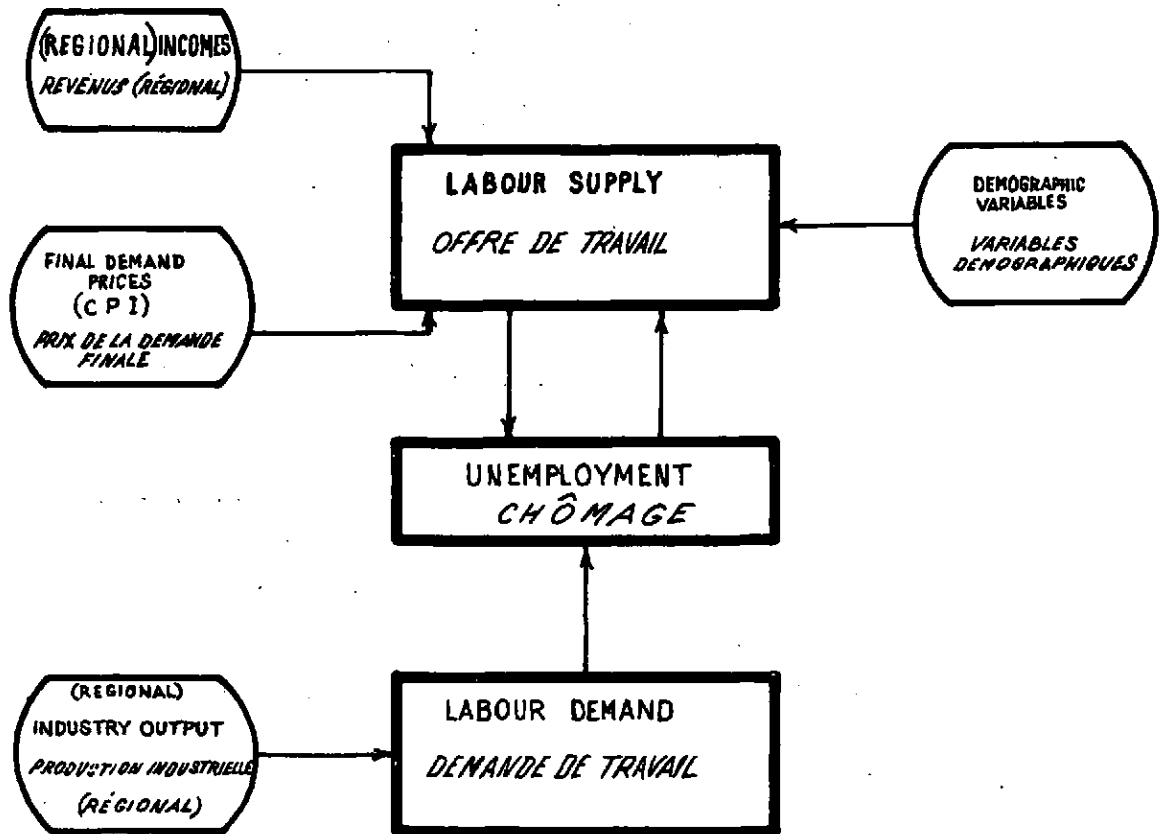 (REGIONAL) INCOMES
REVENUS (RÉGIONAL)
LABOUR SUPPLY
OFFRE DE TRAVAIL
DEMOGRAPHIC
VARIABLES
VARIABLES
DÉMOGRAPHIQUES
FINAL DEMAND
PRICES
(CPI)
PRIX DE LA DEMANDE
FINALE
UNEMPLOYMENT
CHÔMAGE
(REGIONAL)
INDUSTRY OUTPUT
PRODUCTION INDUSTRIELLE
(RÉGIONAL)
LABOUR DEMAND
DEMANDE DE TRAVAIL